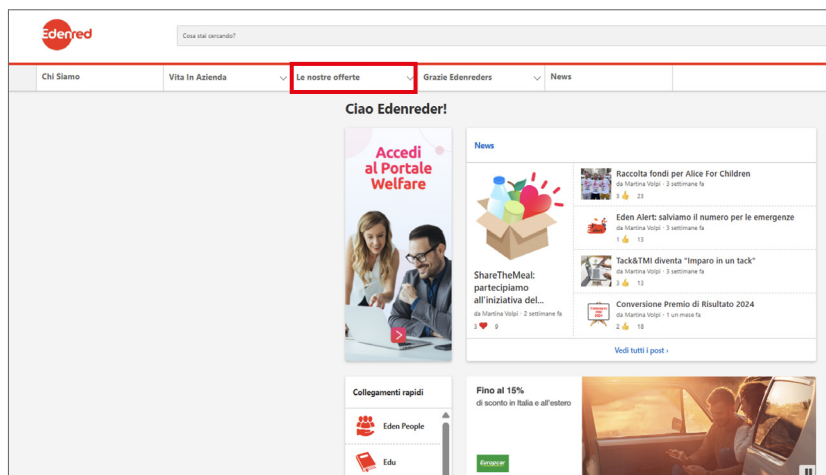 Edenred
Cosa stai cercando?
Chi Siamo
Vita In Azienda
Le nostre offerte
Grazie Edenreders
News
Ciao Edenreder!
Accedi
al Portale
Welfare
News
ShareTheMeal:
partecipiamo
all'iniziativa del...
da Martina Volpi · 2 settimane fa
3 9
Raccolta fondi per Alice For Children
da Martina Volpi · 3 settimane fa
3 23
Eden Alert: salviamo il numero per le emergenze
da Martina Volpi · 3 settimane fa
1 13
Tack&TMI diventa "Imparo in un tack"
da Martina Volpi · 3 settimane fa
3 13
Conversione Premio di Risultato 2024
da Martina Volpi · 1 un mese fa
2 18
Vedi tutti i post ›
Collegamenti rapidi
Eden People
Edu
Fino al 15%
di sconto in Italia e all'estero
Europcar